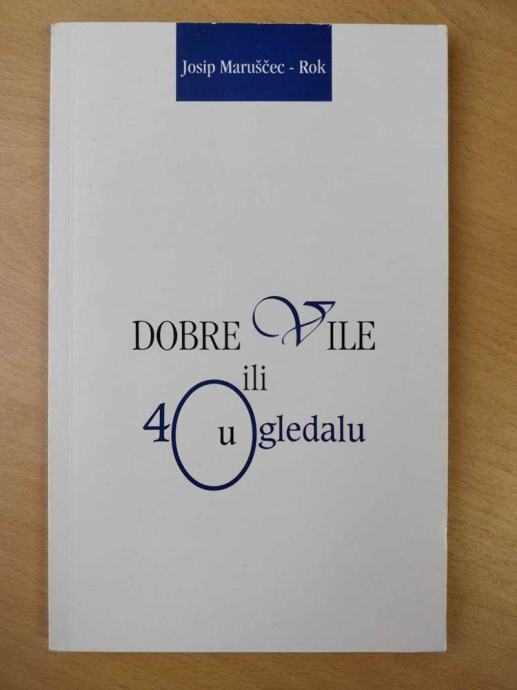 Josip Maruščec - Rok
DOBRE VILE
ili
40 u Ogledalu